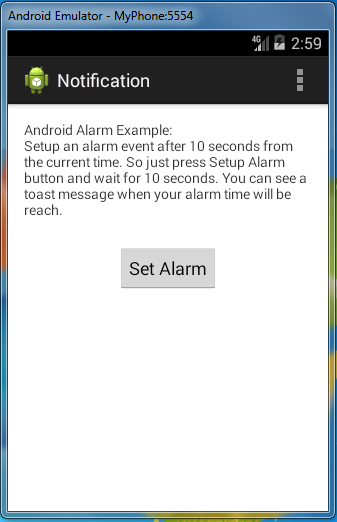 Android Emulator - MyPhone:5554
4G 2:59
Notification
Android Alarm Example:
Setup an alarm event after 10 seconds from
the current time. So just press Setup Alarm
button and wait for 10 seconds. You can see a
toast message when your alarm time will be
reach.
Set Alarm